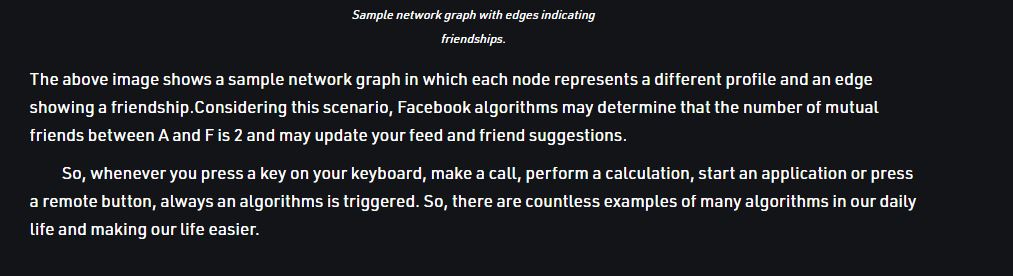 Sample network graph with edges indicating
friendships.
The above image shows a sample network graph in which each node represents a different profile and an edge
showing a friendship.Considering this scenario, Facebook algorithms may determine that the number of mutual
friends between A and F is 2 and may update your feed and friend suggestions.
So, whenever you press a key on your keyboard, make a call, perform a calculation, start an application or press
a remote button, always an algorithms is triggered. So, there are countless examples of many algorithms in our daily
life and making our life easier.